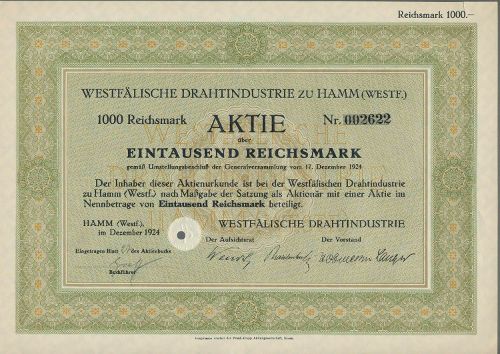 Reichsmark 1000.—
WESTFÄLISCHE DRAHTINDUSTRIE ZU HAMM (WESTF.)
1000 Reichsmark AKTIE Nr. 002622
über
EINTAUSEND REICHSMARK
gemäß Umstellungsbeschluß der Generalversammlung vom 17. Dezember 1924
Der Inhaber dieser Aktienurkunde ist bei der Westfälischen Drahtindustrie
zu Hamm (Westf.) nach Maßgabe der Satzung als Aktionär mit einer Aktie im
Nennbetrage von Eintausend Reichsmark beteiligt.
HAMM (Westf.), WESTFÄLISCHE DRAHTINDUSTRIE
im Dezember 1924
Der Aufsichtsrat Der Vorstand
Eingetragen Blatt des Aktienbuchs
Buchführer